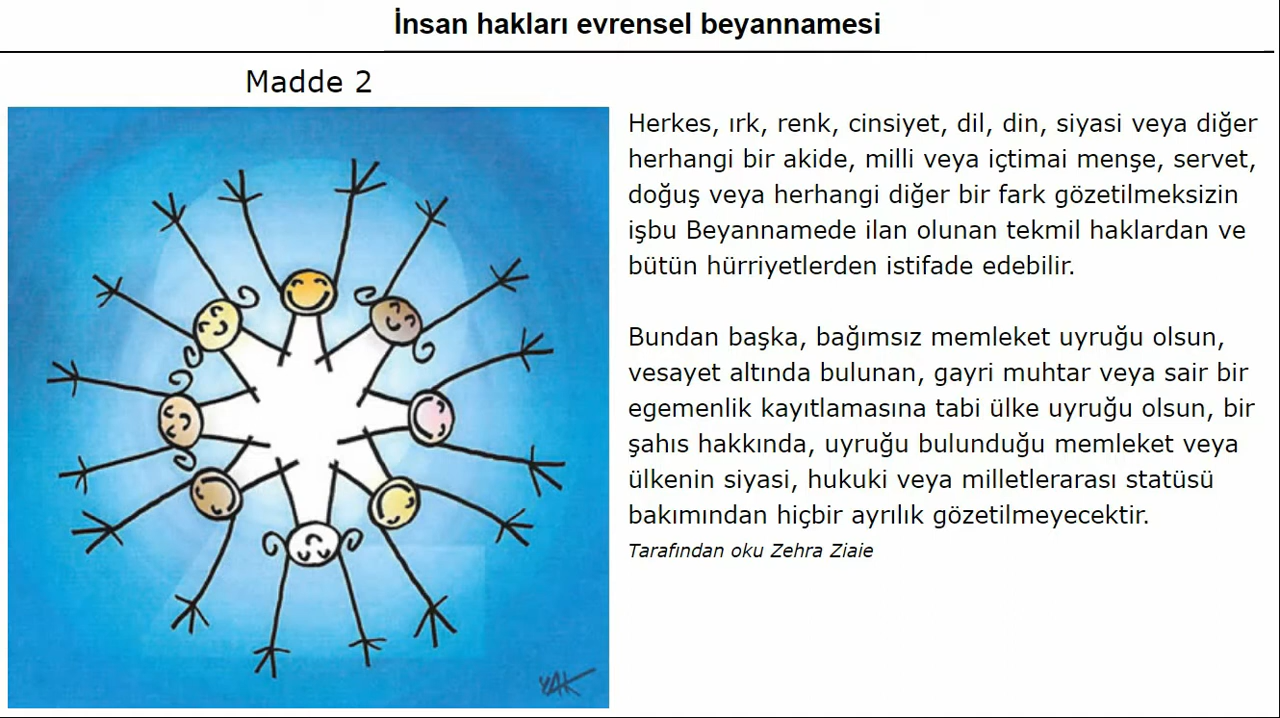 İnsan hakları evrensel beyannamesi
Madde 2
Herkes, ırk, renk, cinsiyet, dil, din, siyasi veya diğer
herhangi bir akide, milli veya içtimai menşe, servet,
doğuş veya herhangi diğer bir fark gözetilmeksizin
işbu Beyannamede ilan olunan tekmil haklardan ve
bütün hürriyetlerden istifade edebilir.
Bundan başka, bağımsız memleket uyruğu olsun,
vesayet altında bulunan, gayri muhtar veya sair bir
egemenlik kayıtlamasına tabi ülke uyruğu olsun, bir
şahıs hakkında, uyruğu bulunduğu memleket veya
ülkenin siyasi, hukuki veya milletlerarası statüsü
bakımından hiçbir ayrılık gözetilmeyecektir.
Tarafından oku Zehra Ziaie
YAK